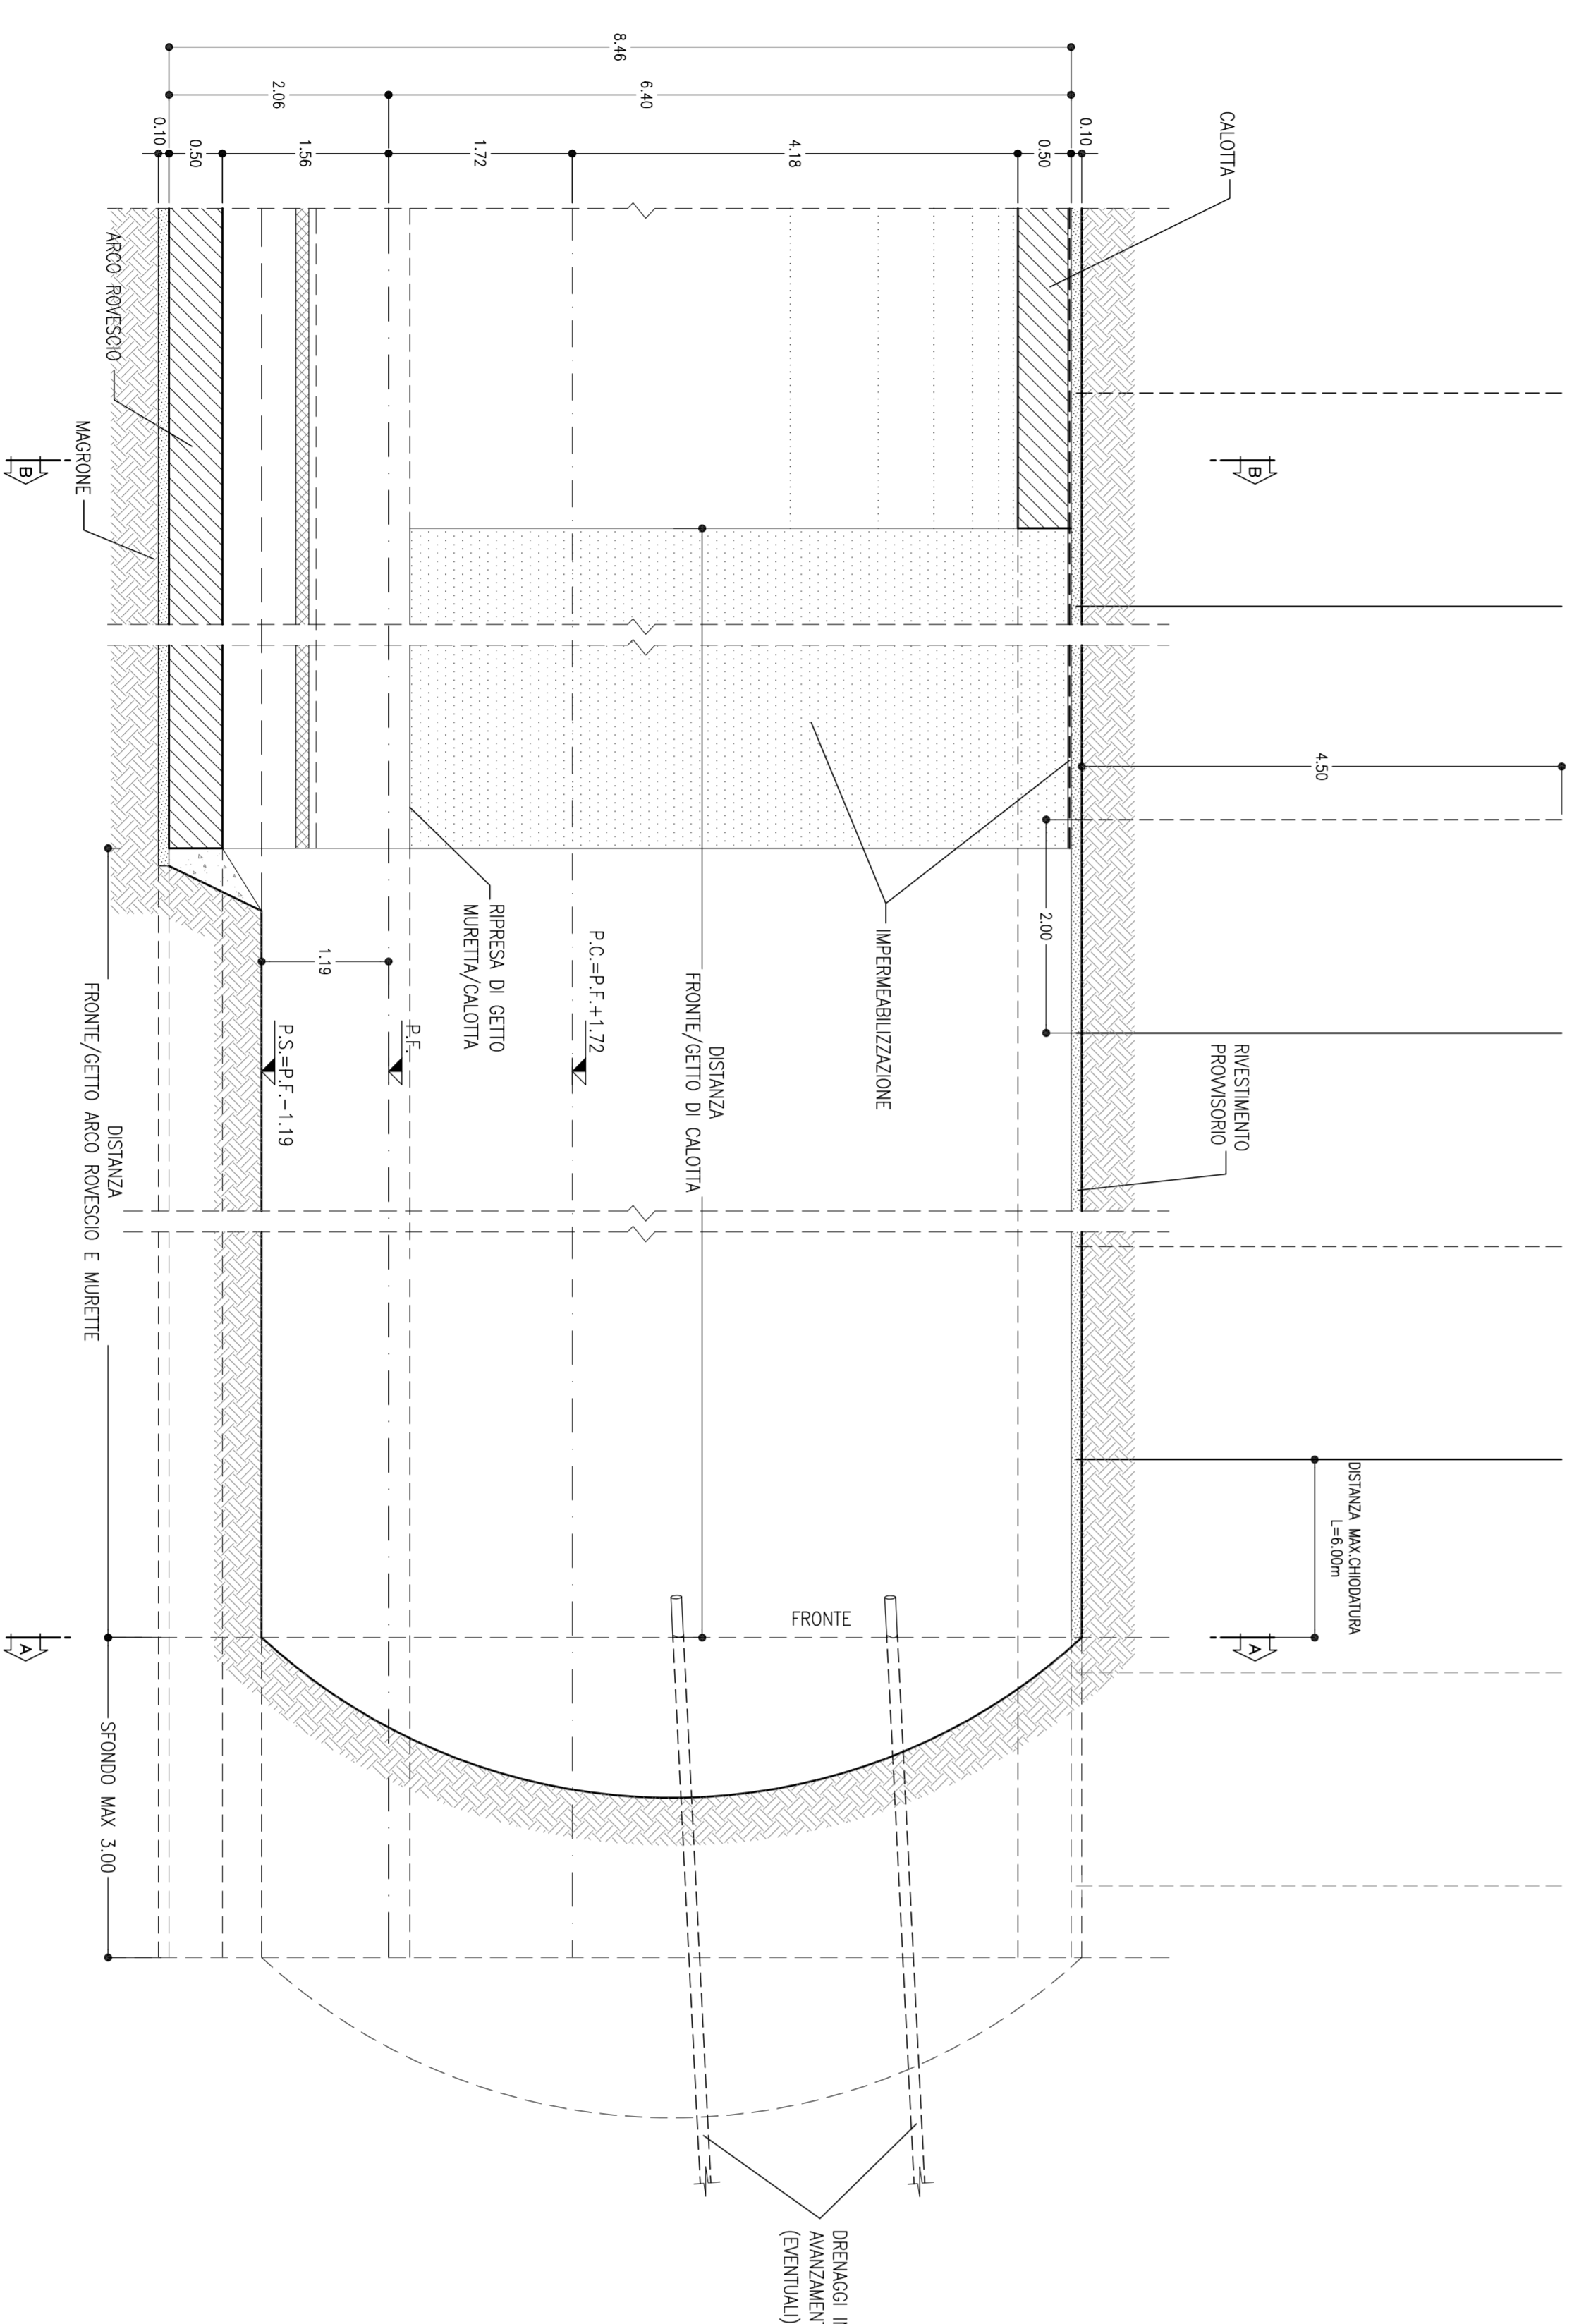 8.46
2.06
6.40
0.10
0.50
1.56
1.72
4.18
0.50
0.10
CALOTTA
ARCO ROVESCIO
MAGRONE
B
B
4.50
2.00
IMPERMEABILIZZAZIONE
RIPRESA DI GETTO
MURETTA/CALOTTA
P.C.=P.F.+1.72
DISTANZA
FRONTE/GETTO DI CALOTTA
1.19
P.F.
P.S.=P.F.-1.19
RIVESTIMENTO
PROVVISORIO
DISTANZA
FRONTE/GETTO ARCO ROVESCIO E MURETTE
DISTANZA MAX.CHIODATURA
L=6.00m
FRONTE
A
A
SFONDO MAX 3.00
DRENAGGI
AVANZAMEN
(EVENTUALI)